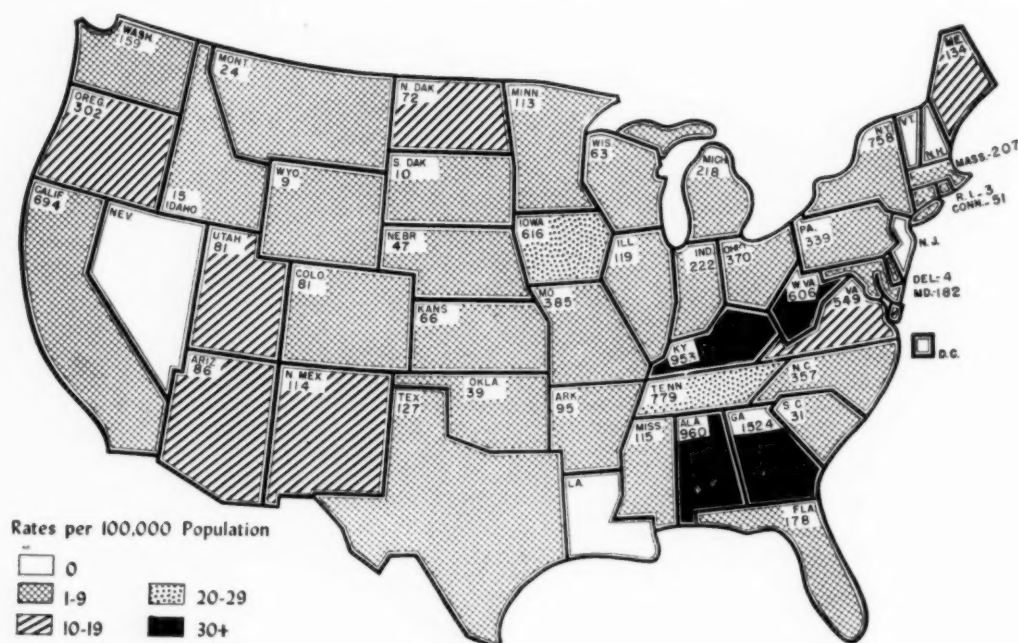 WASH.
159
OREG.
302
CALIF.
694
NEV
15
IDAHO
MONT.
24
WYO.
9
UTAH
81
COLO.
81
ARIZ
86
N. MEX
114
N. DAK
72
S. DAK
10
NEBR
47
KANS
66
OKLA.
39
TEX
127
MINN
113
IOWA
616
MO.
385
ARK
95
LA.
WIS.
63
ILL
119
MICH
218
IND.
222
OHIO
370
KY
953
TENN
779
MISS.
115
ALA
960
GA
1524
FLA
178
S.C.
31
N.C.
357
VA
549
W.VA
606
PA.
339
N.Y.
758
VT.
N.H.
ME.
134
MASS.-207
R.I.-3
CONN.-51
N.J.
DEL-4
MD.-182
D.C.
Rates per 100,000 Population
0
1-9
10-19
20-29
30+